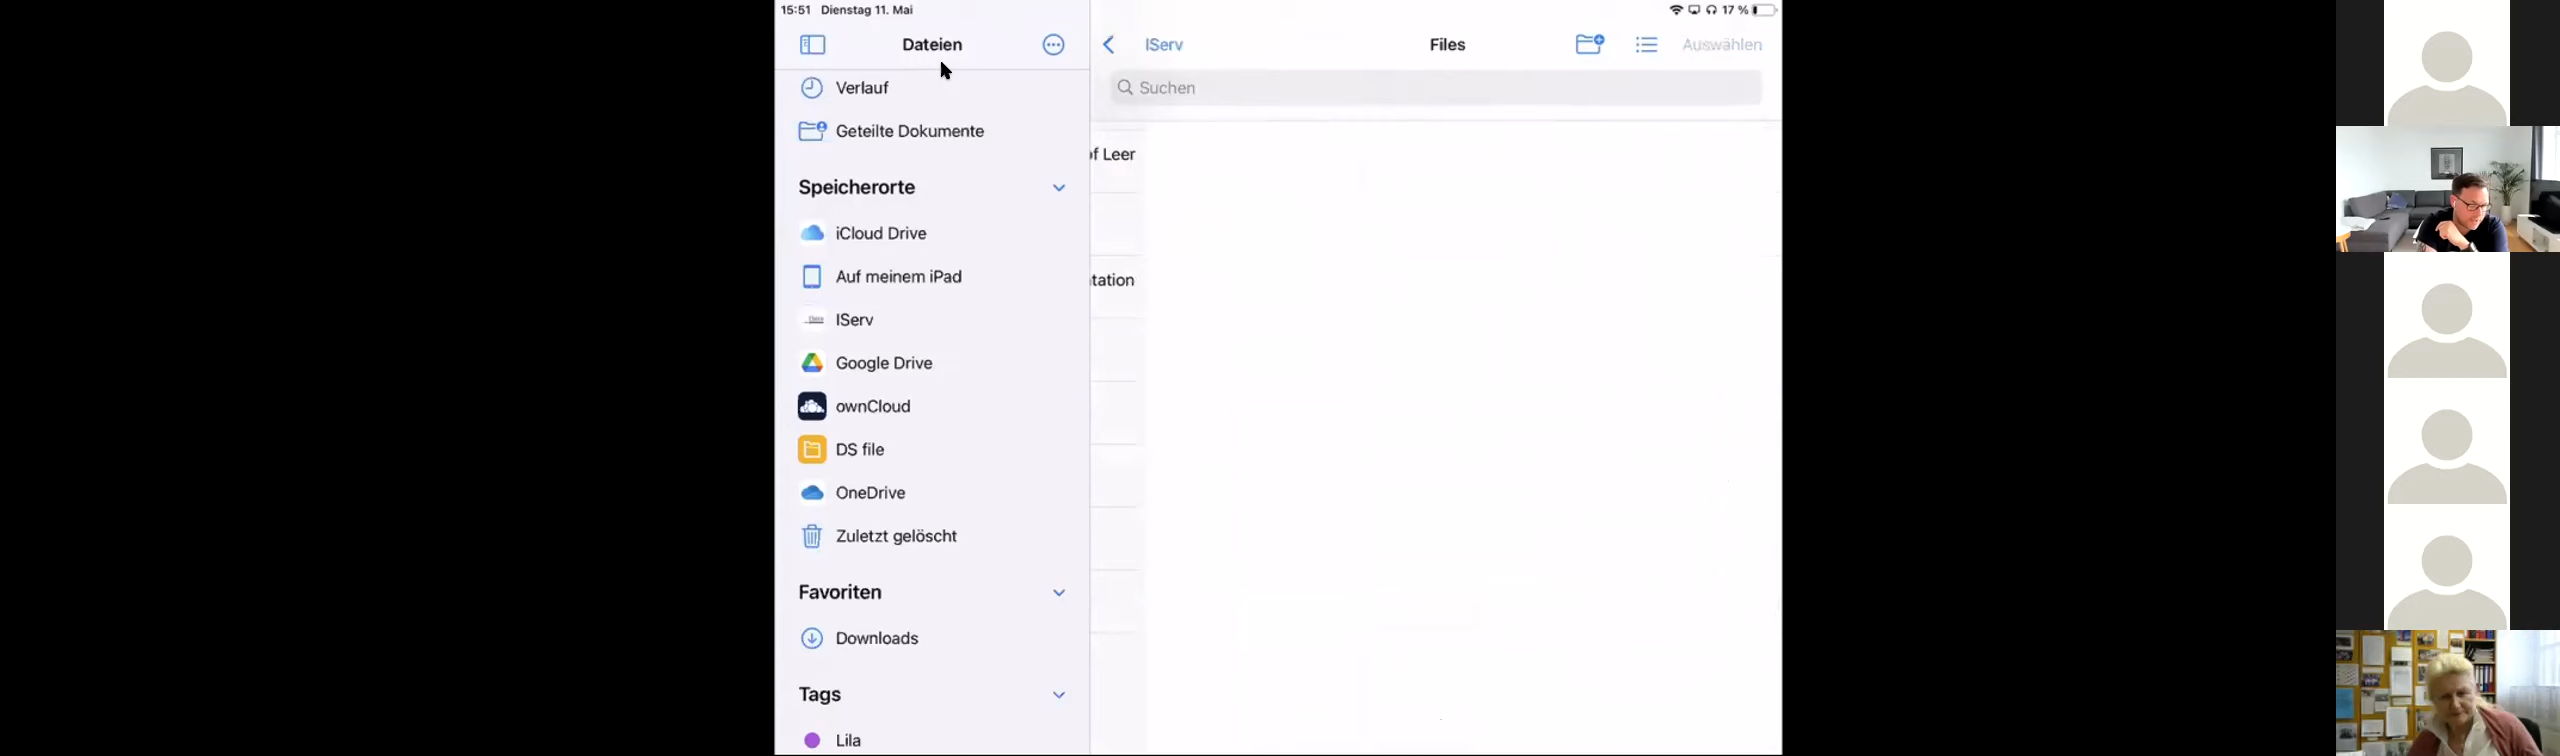 15:51 Dienstag 11. Mai
17 %
Dateien
IServ
Files
Auswählen
Suchen
Verlauf
Geteilte Dokumente
of Leer
Speicherorte
iCloud Drive
Auf meinem iPad
tation
IServ
Google Drive
ownCloud
DS file
OneDrive
Zuletzt gelöscht
Favoriten
Downloads
Tags
Lila